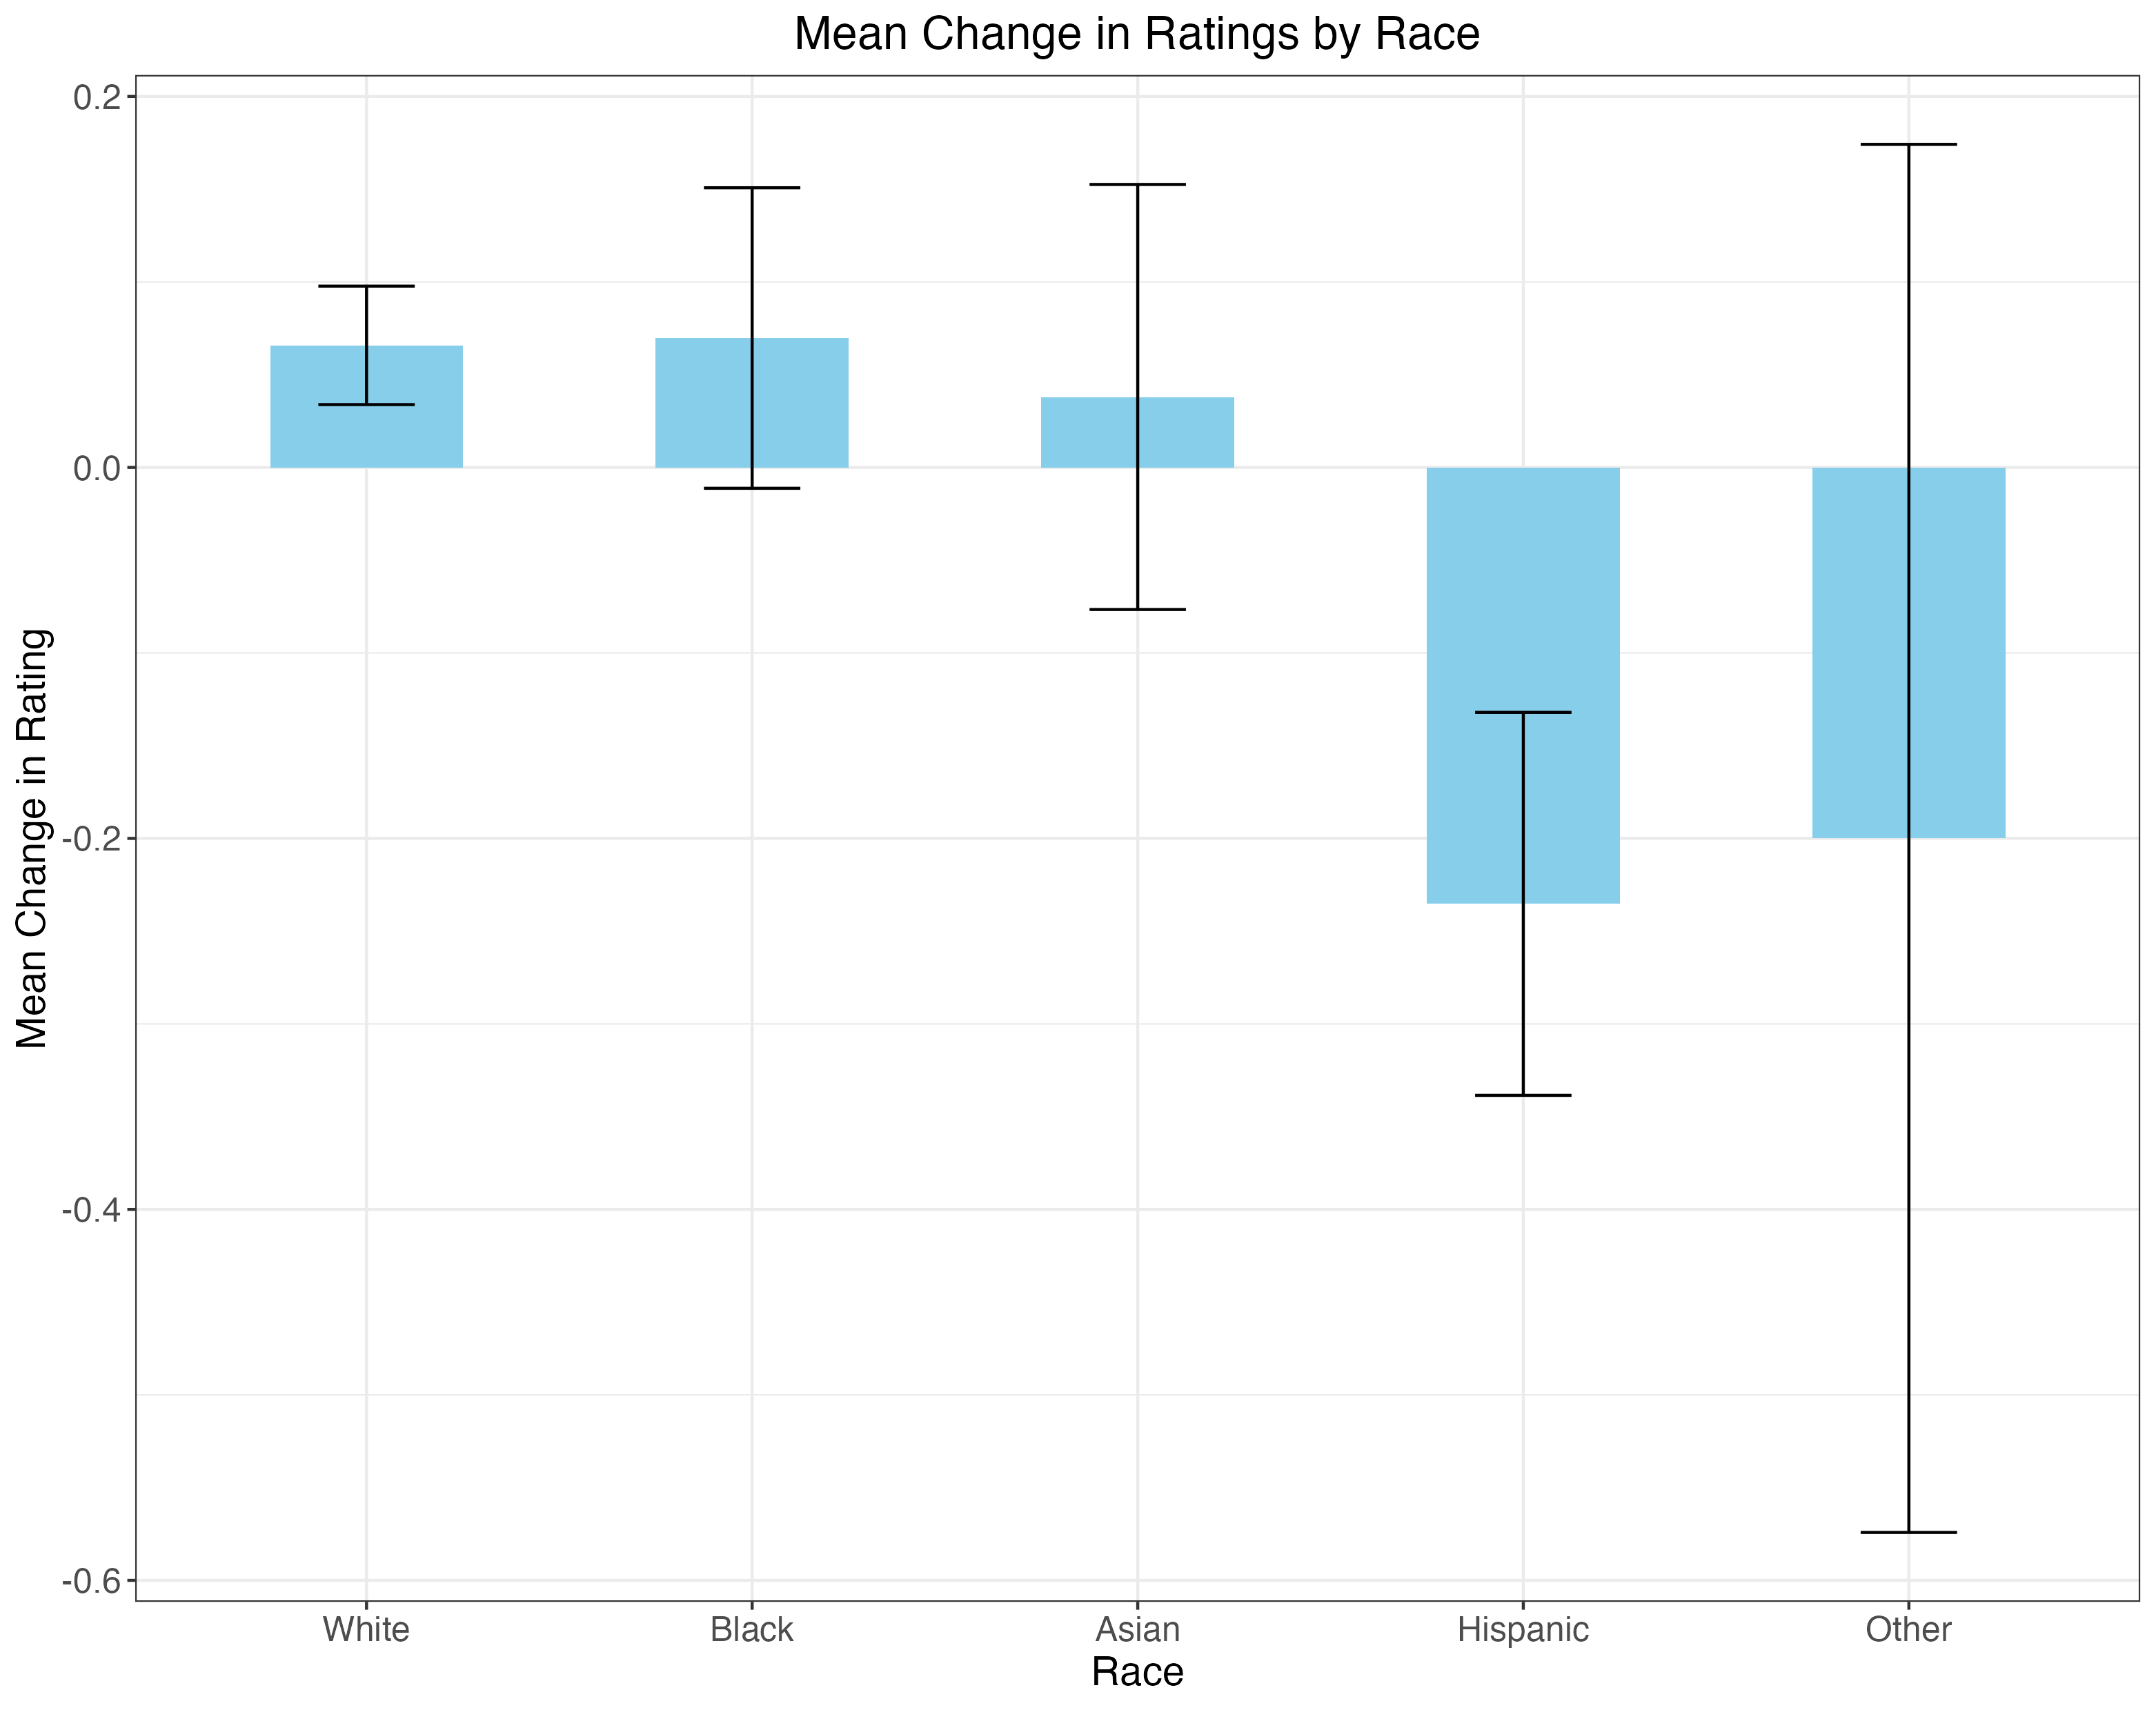 Mean Change in Ratings by Race
Mean Change in Rating
0.2
0.0
-0.2
-0.4
-0.6
White Black Asian Hispanic Other
Race